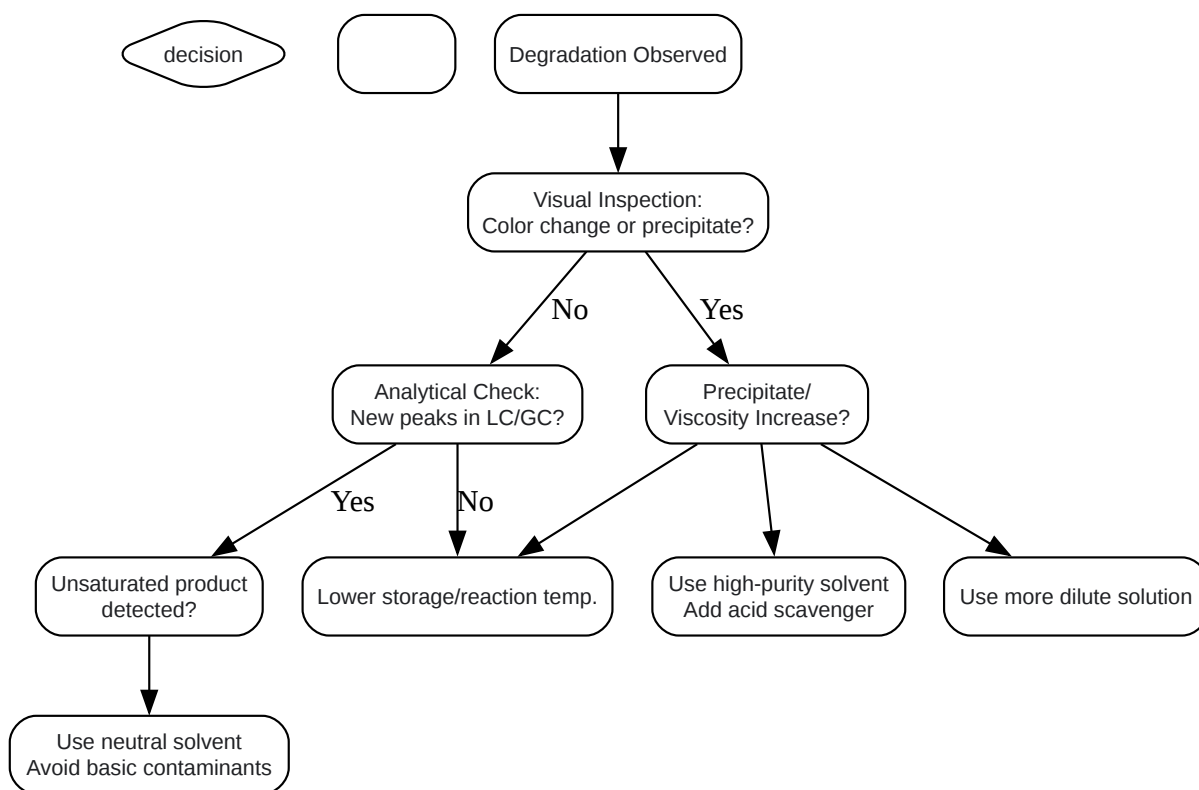 decision
Degradation Observed
Visual Inspection:
Color change or precipitate?
No
Yes
Analytical Check:
New peaks in LC/GC?
Precipitate/
Viscosity Increase?
Yes
No
Unsaturated product
detected?
Lower storage/reaction temp.
Use high-purity solvent
Add acid scavenger
Use more dilute solution
Use neutral solvent
Avoid basic contaminants